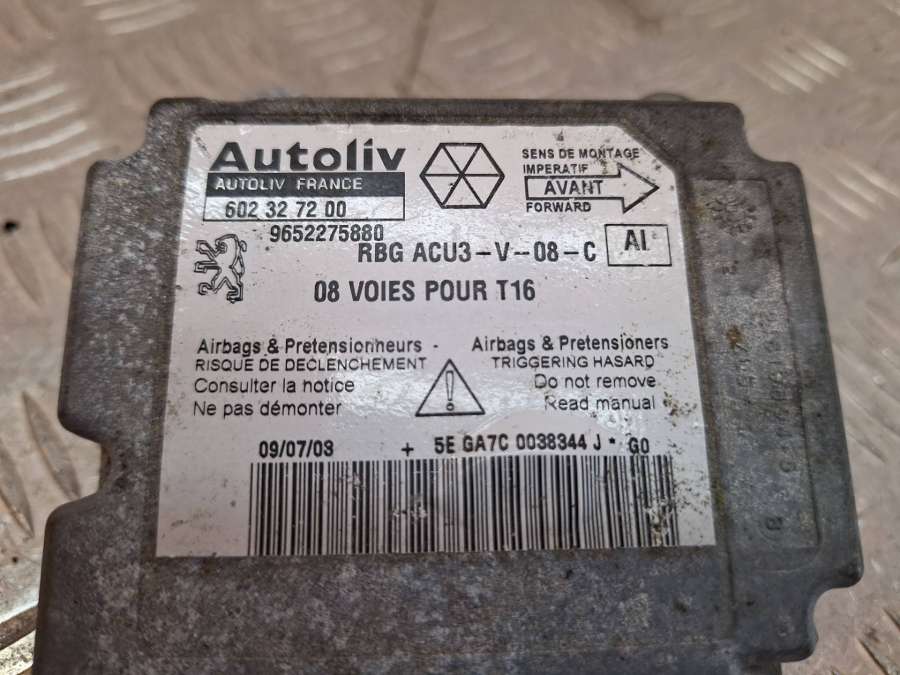 Autoliv
AUTOLIV FRANCE
602 32 72 00
9652275880
SENS DE MONTAGE
IMPERATIF
AVANT
FORWARD
RBG ACU3-V--08-C
AI
08 VOIES POUR T16
Airbags & Pretensionneurs -
RISQUE DE DECLENCHEMENT
Consulter la notice
Ne pas démonter
Airbags & Pretensioners
TRIGGERING HASARD
Do not remove
Read manual
09/07/03 + 5E GA7C 0038344 J * G0